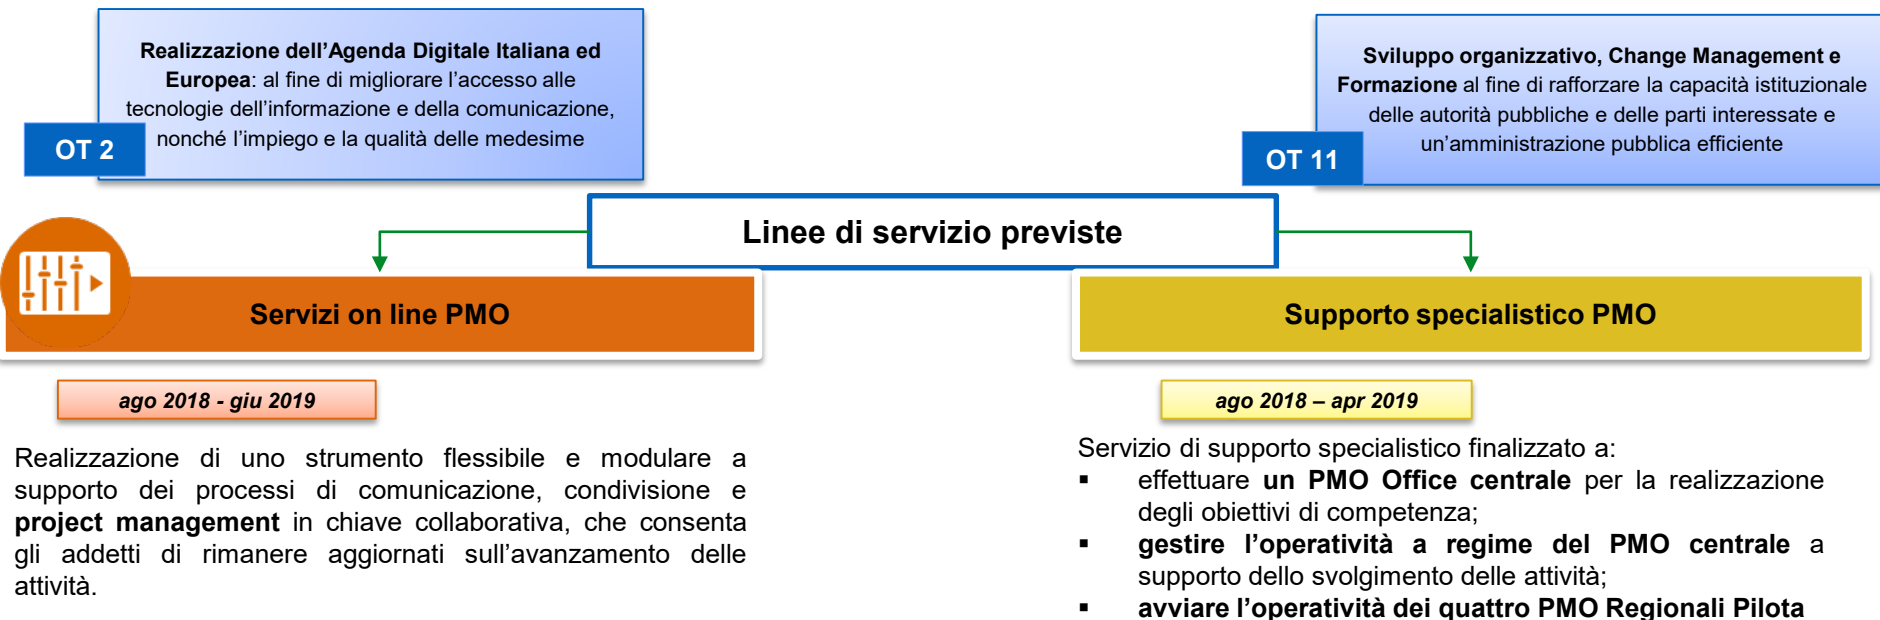 Realizzazione dell'Agenda Digitale Italiana ed
Europea: al fine di migliorare l'accesso alle
tecnologie dell'informazione e della comunicazione,
nonché l'impiego e la qualità delle medesime
OT 2
Sviluppo organizzativo, Change Management e
Formazione al fine di rafforzare la capacità istituzionale
delle autorità pubbliche e delle parti interessate e
un'amministrazione pubblica efficiente
OT 11
Linee di servizio previste
Servizi on line PMO
ago 2018 - giu 2019
Realizzazione di uno strumento flessibile e modulare a
supporto dei processi di comunicazione, condivisione e
project management in chiave collaborativa, che consenta
gli addetti di rimanere aggiornati sull'avanzamento delle
attività.
Supporto specialistico PMO
ago 2018 – apr 2019
Servizio di supporto specialistico finalizzato a:
▪ effettuare un PMO Office centrale per la realizzazione
degli obiettivi di competenza;
▪ gestire l'operatività a regime del PMO centrale a
supporto dello svolgimento delle attività;
▪ avviare l'operatività dei quattro PMO Regionali Pilota